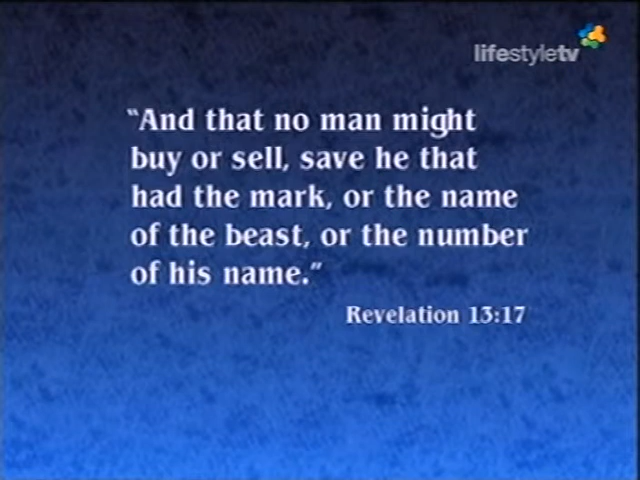 lifestyletv
“And that no man might
buy or sell, save he that
had the mark, or the name
of the beast, or the number
of his name.”
Revelation 13:17